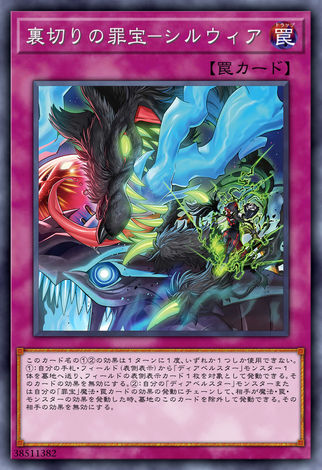 裏切りの罪宝－シルウィア
トラップ
罠
【罠カード】
このカード名の①②の効果は１ターンに１度、いずれか１つしか使用できない。
①：自分の手札・フィールド（表側表示）から「ディアベルスター」モンスター１
体を墓地へ送り、フィールドの表側表示カード１枚を対象として発動できる。そ
のカードの効果を無効にする。②：自分の「ディアベルスター」モンスターまた
は自分の「罪宝」魔法・罠カードの効果の発動にチェーンして、相手が魔法・罠・
モンスターの効果を発動した時、墓地のこのカードを除外して発動できる。その
相手の効果を無効にする。
38511382